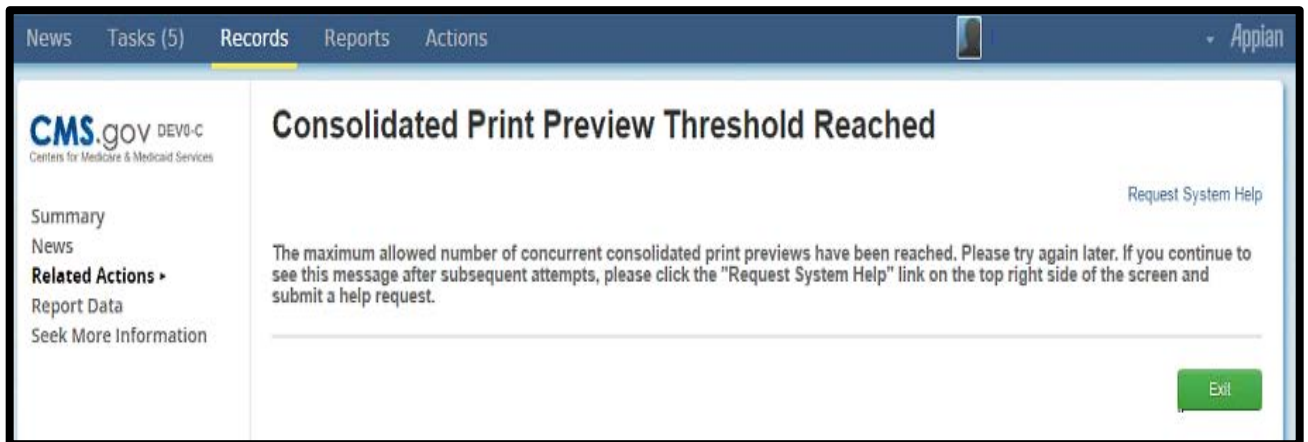 News Tasks (5) Records Reports Actions Appian
CMS.gov DEV0-C
Centers for Medicare & Medicaid Services
Summary
News
Related Actions ▸
Report Data
Seek More Information
Consolidated Print Preview Threshold Reached
Request System Help
The maximum allowed number of concurrent consolidated print previews have been reached. Please try again later. If you continue to
see this message after subsequent attempts, please click the "Request System Help" link on the top right side of the screen and
submit a help request.
Exit